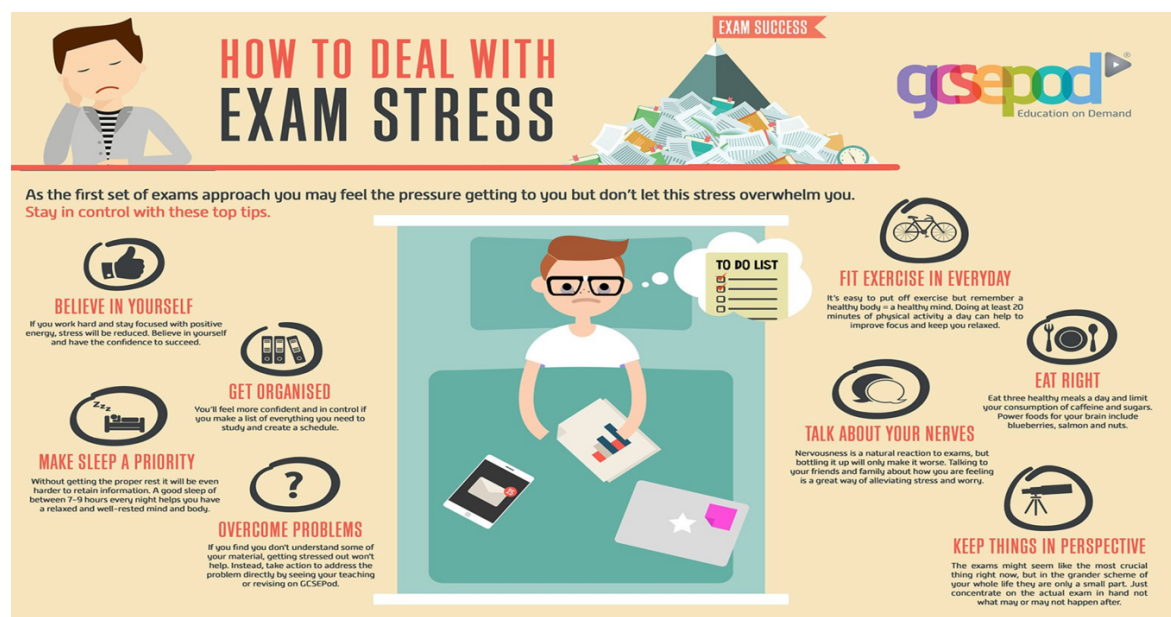 HOW TO DEAL WITH
EXAM STRESS
EXAM SUCCESS
gcsepod®
Education on Demand
As the first set of exams approach you may feel the pressure getting to you but don't let this stress overwhelm you.
Stay in control with these top tips.
BELIEVE IN YOURSELF
If you work hard and stay focused with positive
energy, stress will be reduced. Believe in yourself
and have the confidence to succeed.
GET ORGANISED
You'll feel more confident and in control if
you make a list of everything you need to
study and create a schedule.
zzz
MAKE SLEEP A PRIORITY
Without getting the proper rest it will be even
harder to retain information. A good sleep of
between 7-9 hours every night helps you have
a relaxed and well-rested mind and body.
?
OVERCOME PROBLEMS
If you find you don't understand some of
your material, getting stressed out won't
help. Instead, take action to address the
problem directly by seeing your teaching
or revising on GCSEPod.
TO DO LIST
FIT EXERCISE IN EVERYDAY
It's easy to put off exercise but remember a
healthy body = a healthy mind. Doing at least 20
minutes of physical activity a day can help to
improve focus and keep you relaxed.
EAT RIGHT
Eat three healthy meals a day and limit
your consumption of caffeine and sugars.
Power foods for your brain include
blueberries, salmon and nuts.
TALK ABOUT YOUR NERVES
Nervousness is a natural reaction to exams, but
bottling it up will only make it worse. Talking to
your friends and family about how you are feeling
is a great way of alleviating stress and worry.
KEEP THINGS IN PERSPECTIVE
The exams might seem like the most crucial
thing right now, but in the grander scheme of
your whole life they are only a small part. Just
concentrate on the actual exam in hand not
what may or may not happen after.